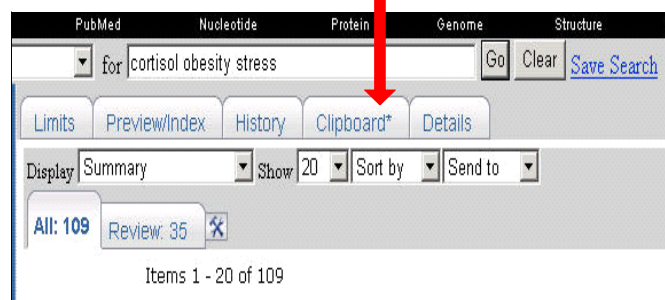 PubMed Nucleotide Protein Genome Structure
for cortisol obesity stress Go Clear Save Search
Limits Preview/Index History Clipboard* Details
Display Summary Show 20 Sort by Send to
All: 109 Review: 35
Items 1 - 20 of 109